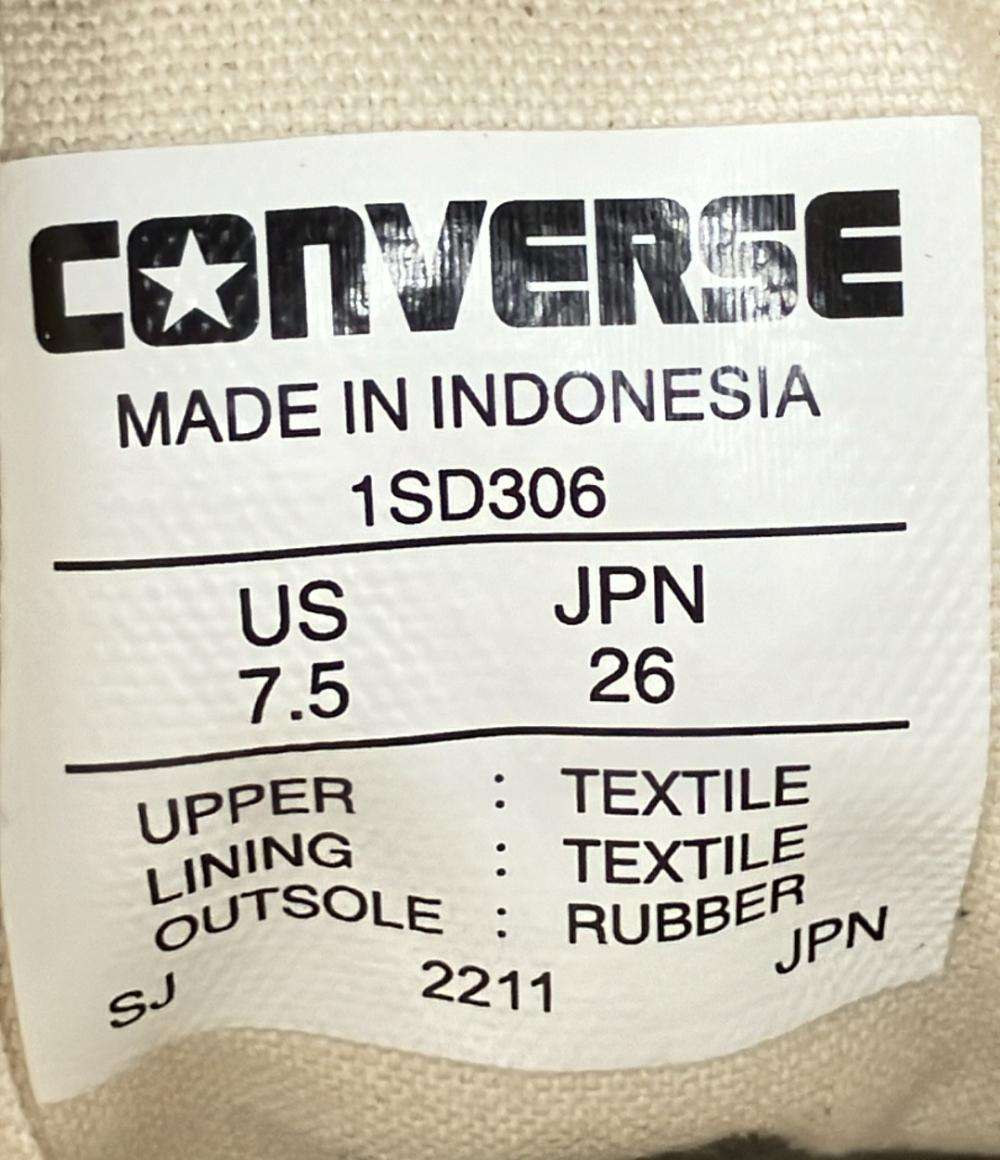 CONVERSE
MADE IN INDONESIA
1SD306
US JPN
7.5 26
UPPER : TEXTILE
LINING : TEXTILE
OUTSOLE : RUBBER
SJ 2211 JPN